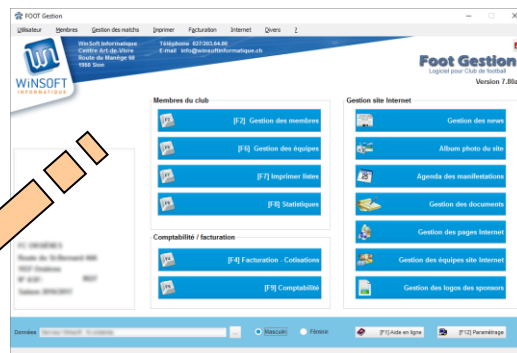 FOOT Gestion
Utilisateur Membres Gestion des matchs Imprimer Facturation Internet Divers ?
WinSoft Informatique
Centre Art-de-Vivre
Route du Manège 60
1950 Sion
Téléphone 027/203.64.00
E-mail info@winsoftinformatique.ch
WiNSOFT
INFORMATIQUE
Foot Gestion
Logiciel pour Club de football
Version 7.80
Membres du club
[F2] Gestion des membres
[F6] Gestion des équipes
[F7] Imprimer listes
[F8] Statistiques
Comptabilité / facturation
[F4] Facturation - Cotisations
[F9] Comptabilité
Gestion site Internet
Gestion des news
Album photo du site
Agenda des manifestations
Gestion des documents
Gestion des pages Internet
Gestion des équipes site Internet
Gestion des logos des sponsors
Données ... Masculin Féminin [F1] Aide en ligne [F12] Paramétrage